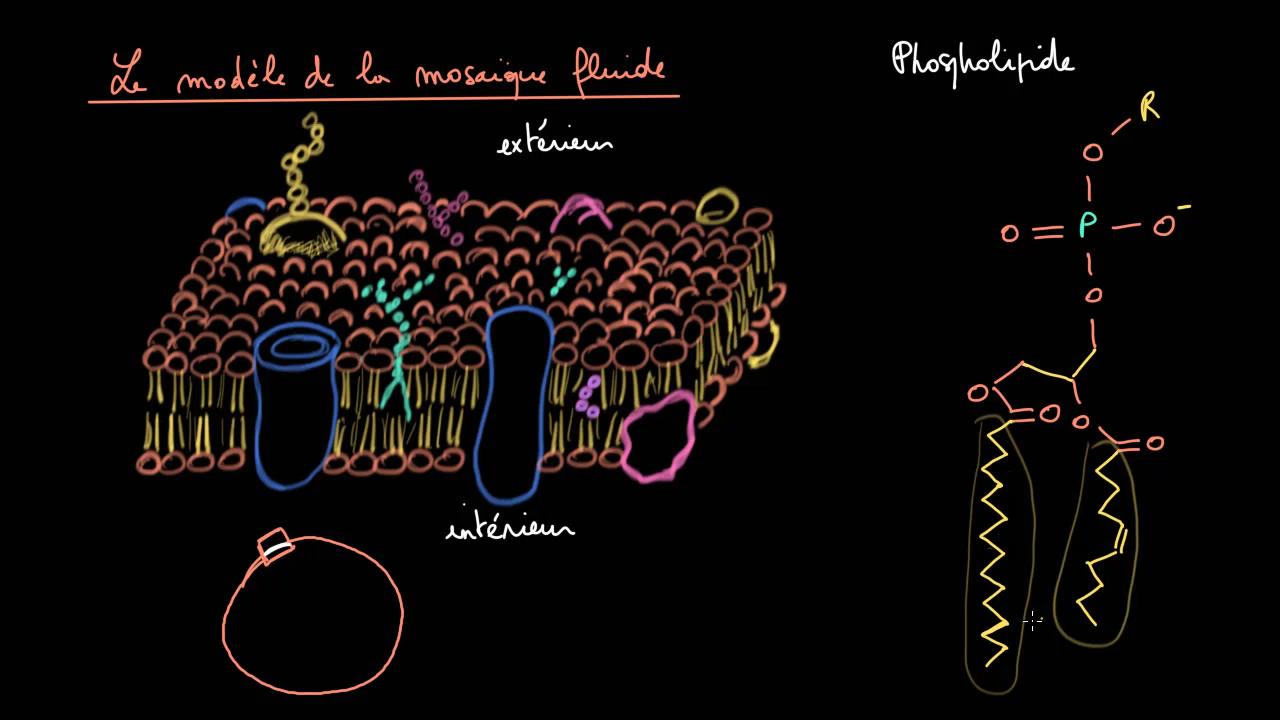 Le modèle de la mosaïque fluide
extérieur
intérieur
Phospholipide
R
O
O = P - O⁻
O
O
O
O
O